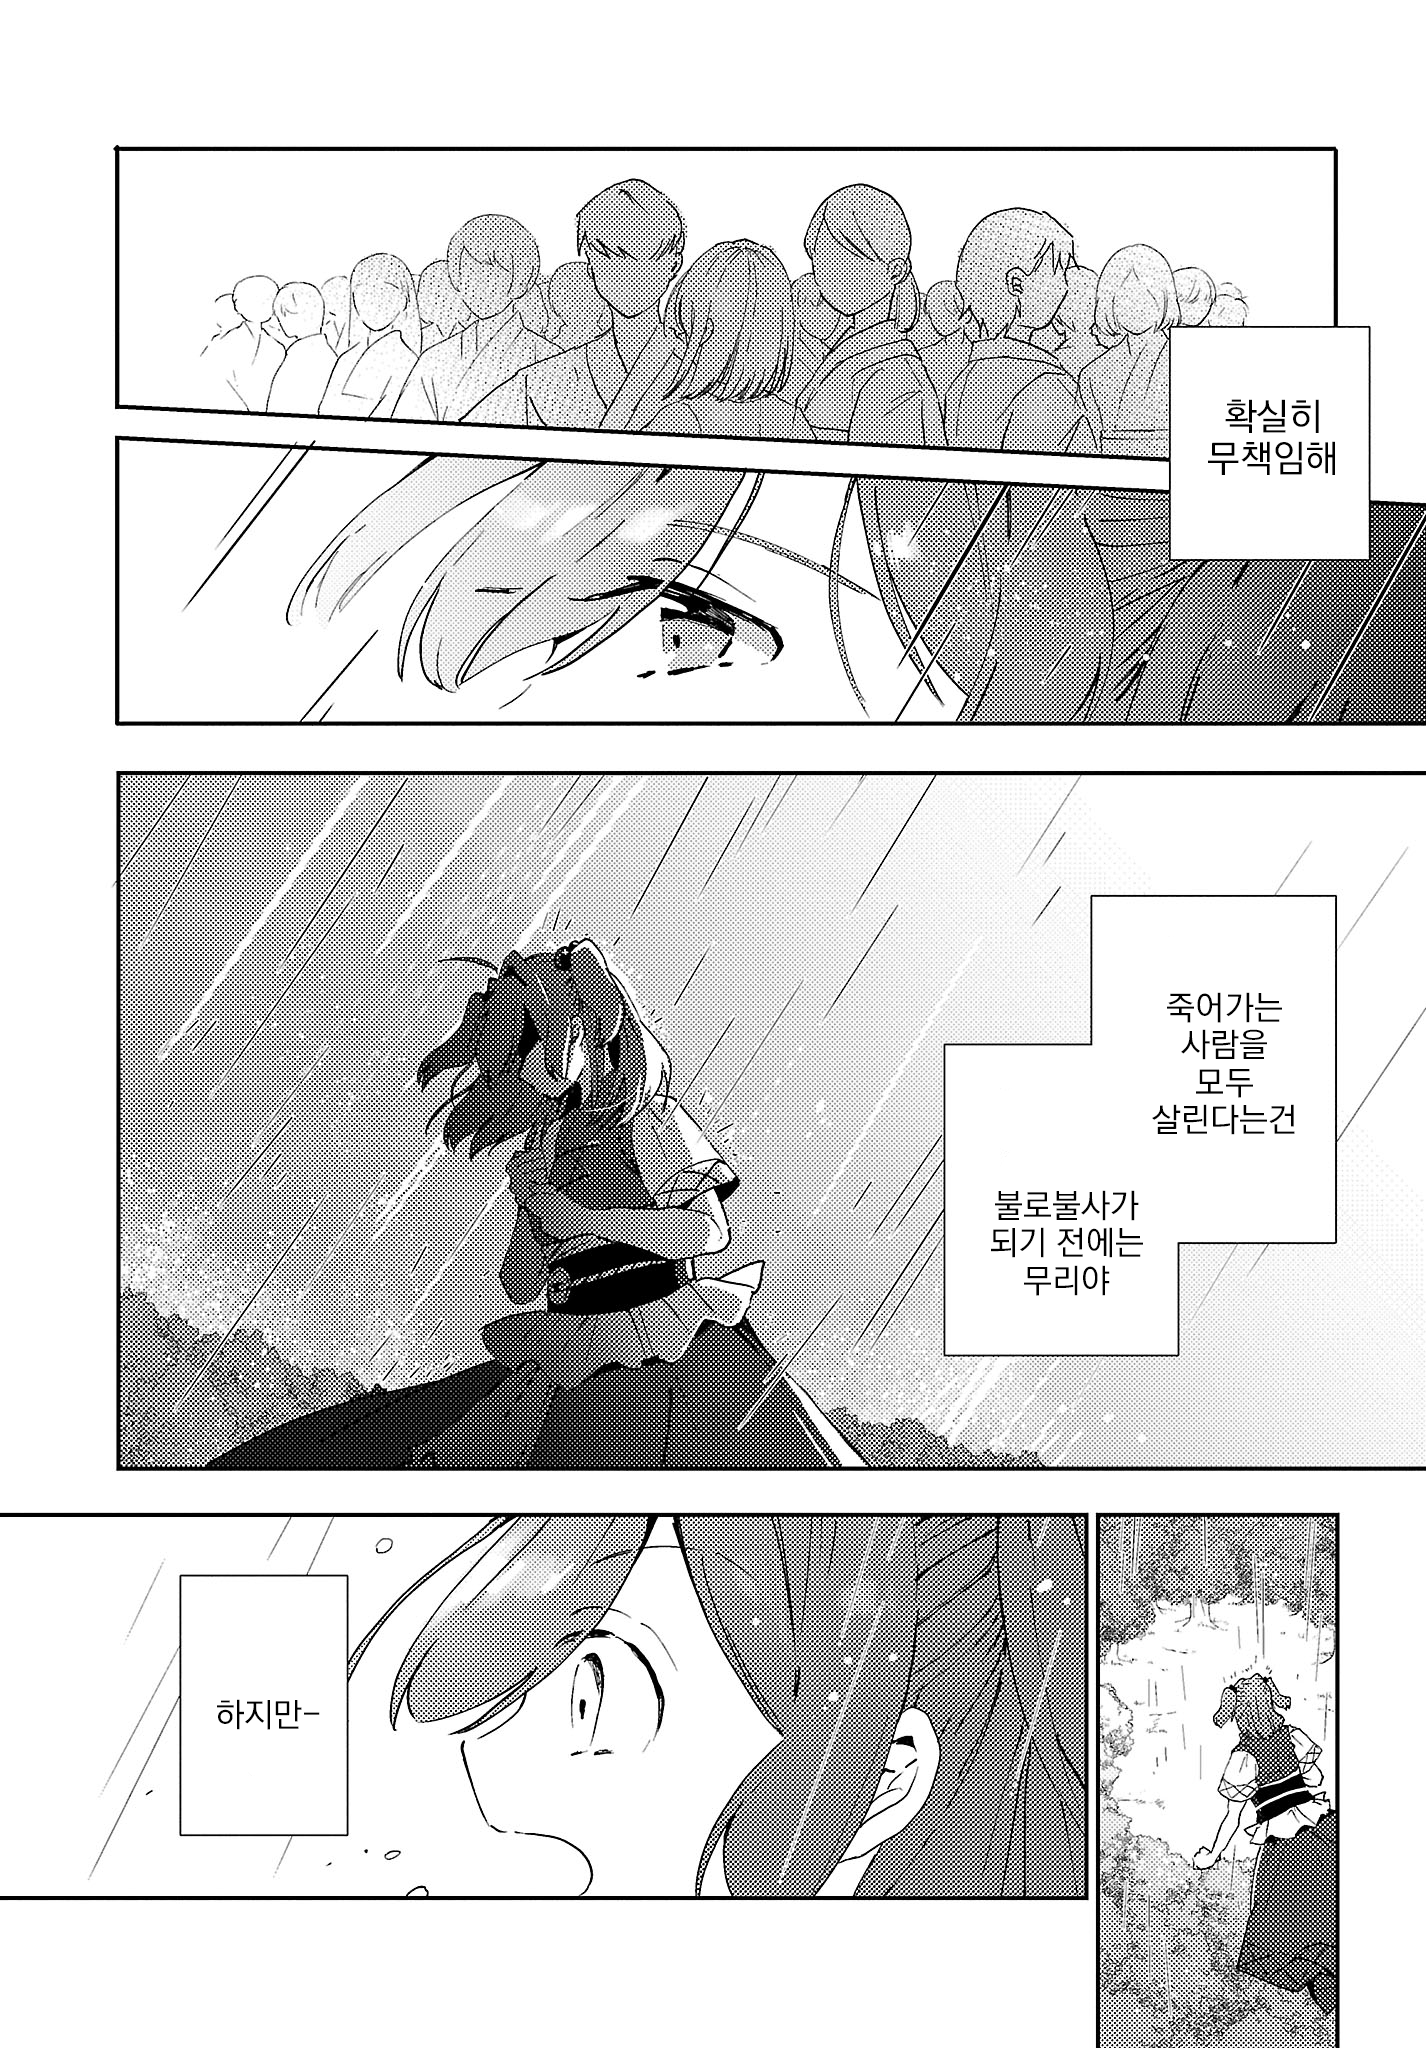 확실히
무책임해
죽어가는
사람을
모두
살린다는건
불로불사가
되기 전에는
무리야
하지만-